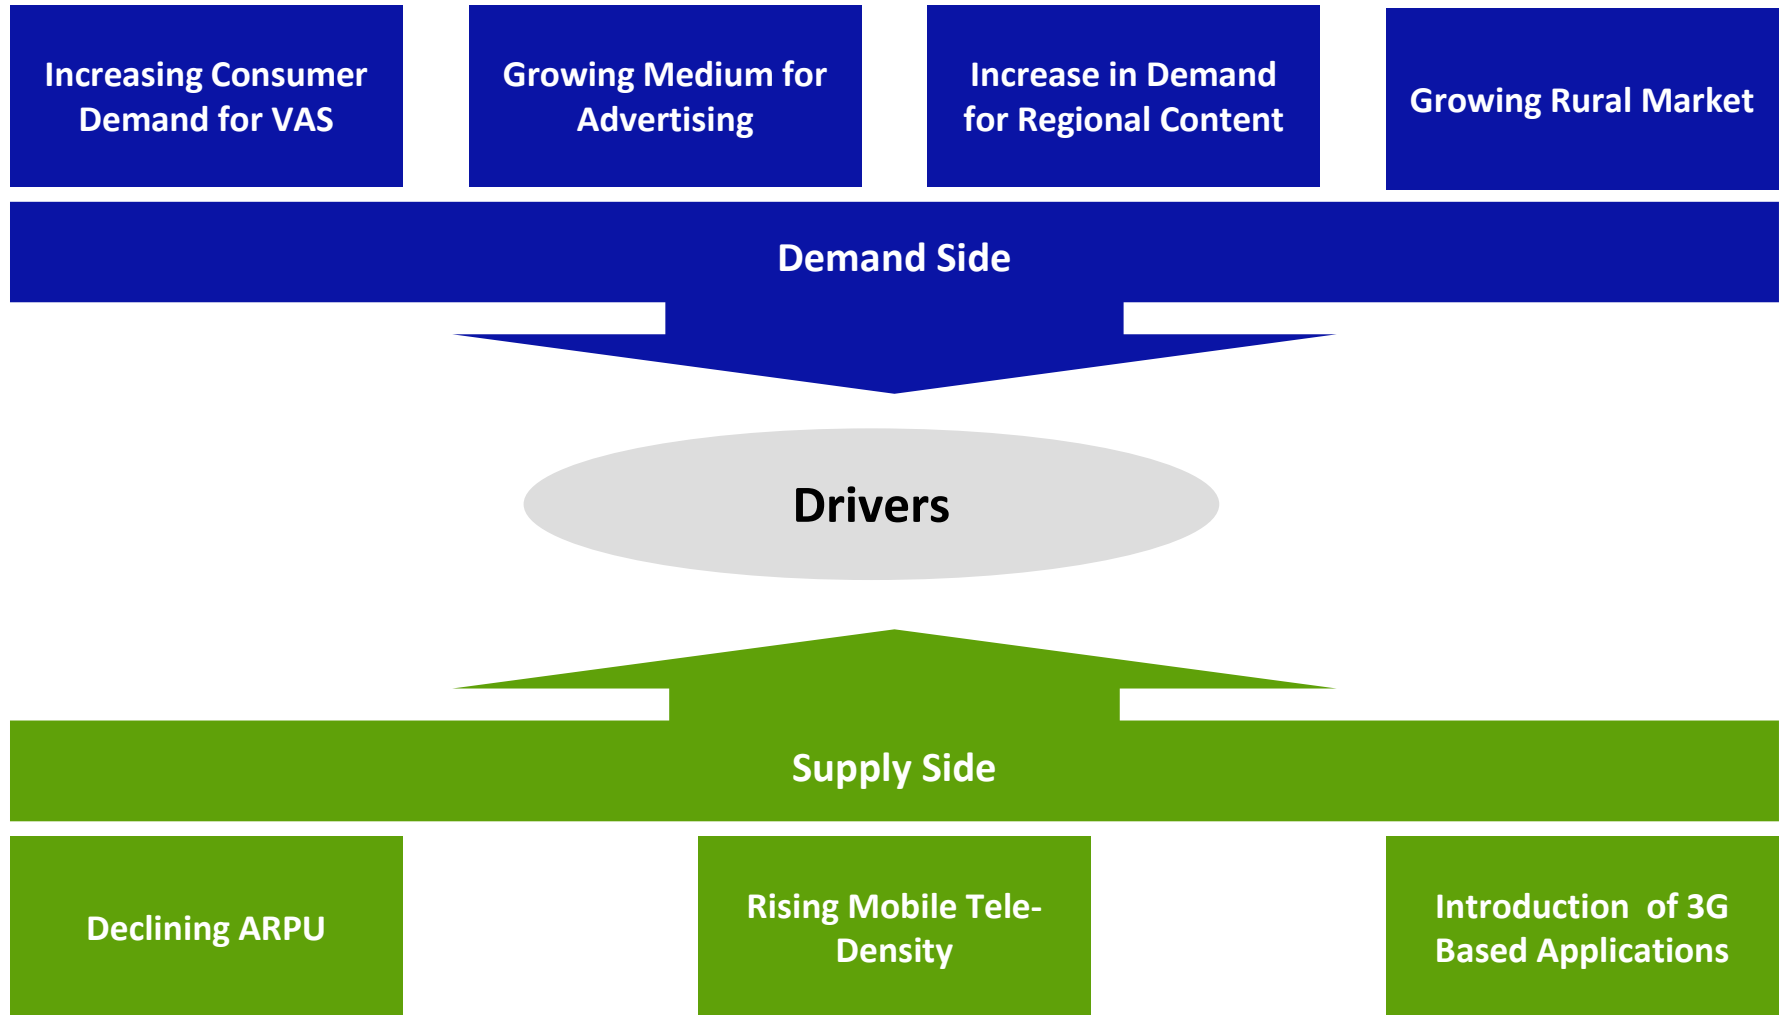 Increasing Consumer
Demand for VAS
Growing Medium for
Advertising
Increase in Demand
for Regional Content
Growing Rural Market
Demand Side
Drivers
Supply Side
Declining ARPU
Rising Mobile Tele-
Density
Introduction  of 3G
Based Applications